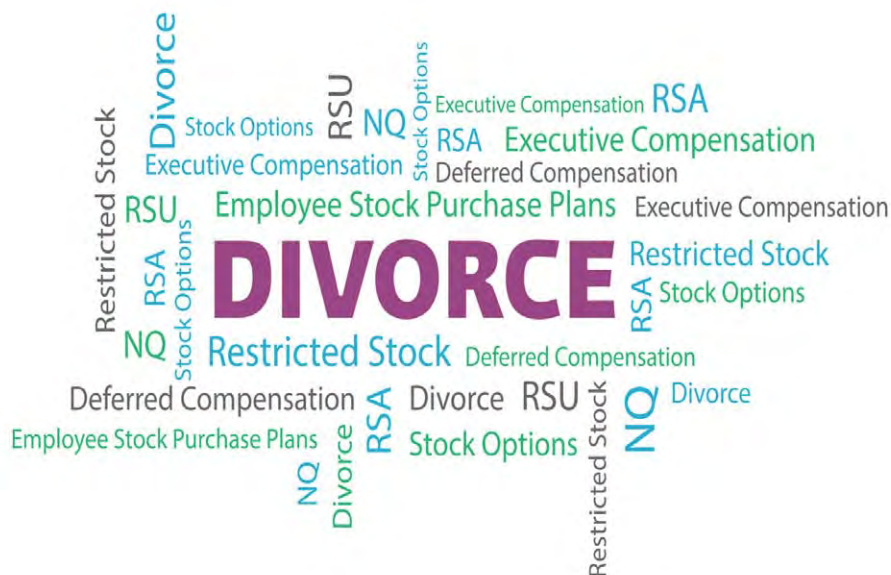 Divorce
Stock Options
RSU
NQ
Stock Options
Executive Compensation
RSA
RSA
Executive Compensation
Executive Compensation
Deferred Compensation
Restricted Stock
RSU
Employee Stock Purchase Plans
Executive Compensation
RSA
Stock Options
DIVORCE
Restricted Stock
RSA
Stock Options
NQ
Restricted Stock
Deferred Compensation
Deferred Compensation
RSA
Divorce
RSU
Restricted Stock
NQ
Divorce
Employee Stock Purchase Plans
NQ
Divorce
Stock Options